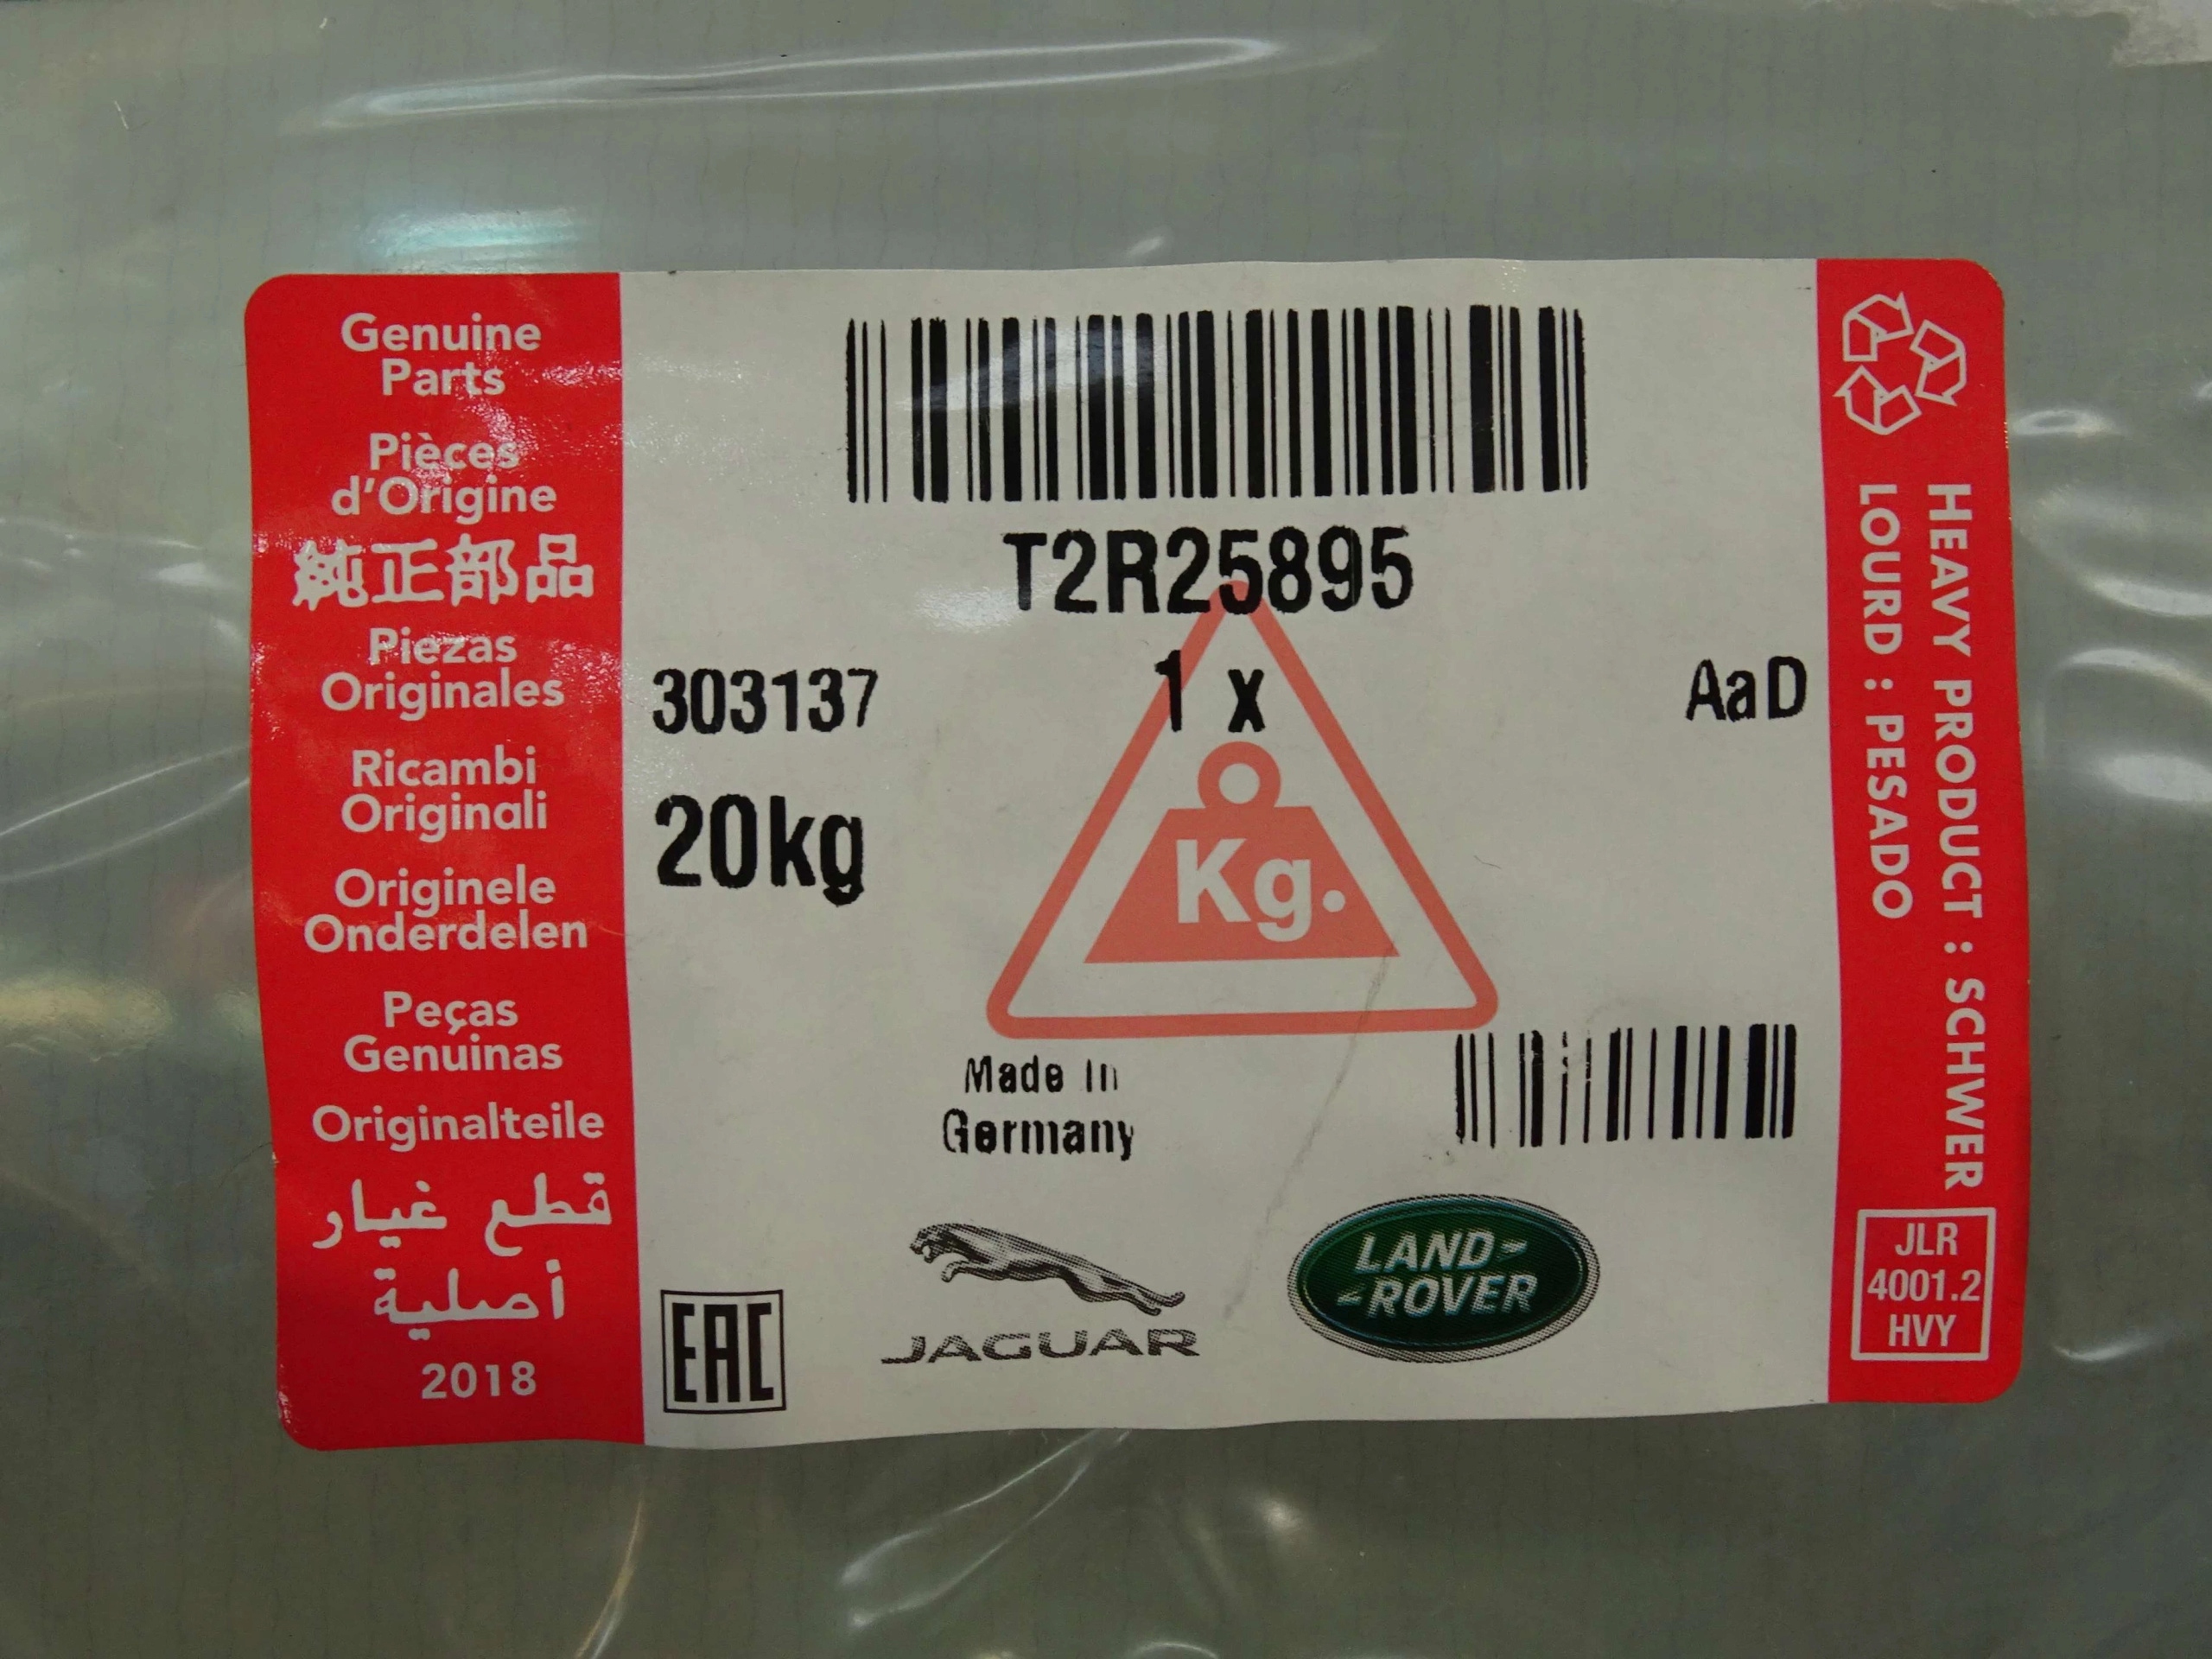 Genuine
Parts
Pièces
d'Origine
純正部品
Piezas
Originales
Ricambi
Originali
Originele
Onderdelen
Peças
Genuinas
Originalteile
قطع غيار
أصلية
2018
T2R25895
303137 1 x AaD
20kg
Kg.
Made in
Germany
EAC
JAGUAR
LAND-
-ROVER
HEAVY PRODUCT : SCHWER
LOURD : PESADO
JLR
4001.2
HVY